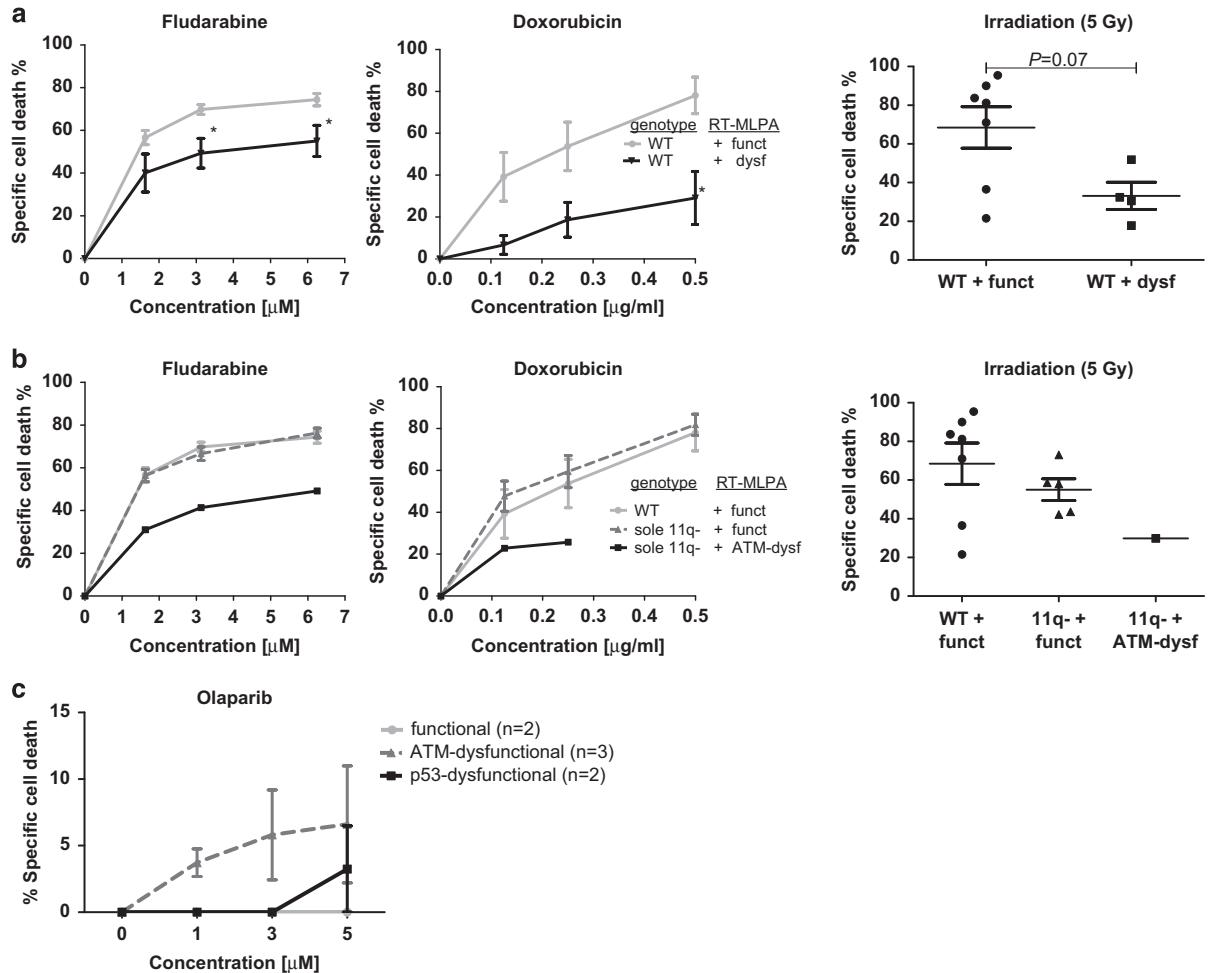 a
Fludarabine
Specific cell death %
100
80
60
40
20
0
*
*
0 1 2 3 4 5 6 7
Concentration [μM]
Doxorubicin
Specific cell death %
100
80
60
40
20
0
genotype RT-MLPA
WT + funct
WT + dysf
*
0.0 0.1 0.2 0.3 0.4 0.5
Concentration [μg/ml]
Irradiation (5 Gy)
Specific cell death %
100
80
60
40
20
0
P=0.07
WT + funct WT + dysf
b
Fludarabine
Specific cell death %
100
80
60
40
20
0
0 1 2 3 4 5 6 7
Concentration [μM]
Doxorubicin
Specific cell death %
100
80
60
40
20
0
genotype RT-MLPA
WT + funct
sole 11q- + funct
sole 11q- + ATM-dysf
0.0 0.1 0.2 0.3 0.4 0.5
Concentration [μg/ml]
Irradiation (5 Gy)
Specific cell death %
100
80
60
40
20
0
WT + 11q- + 11q- +
funct funct ATM-dysf
c
Olaparib
% Specific cell death
15
10
5
0
functional (n=2)
ATM-dysfunctional (n=3)
p53-dysfunctional (n=2)
0 1 3 5
Concentration [μM]